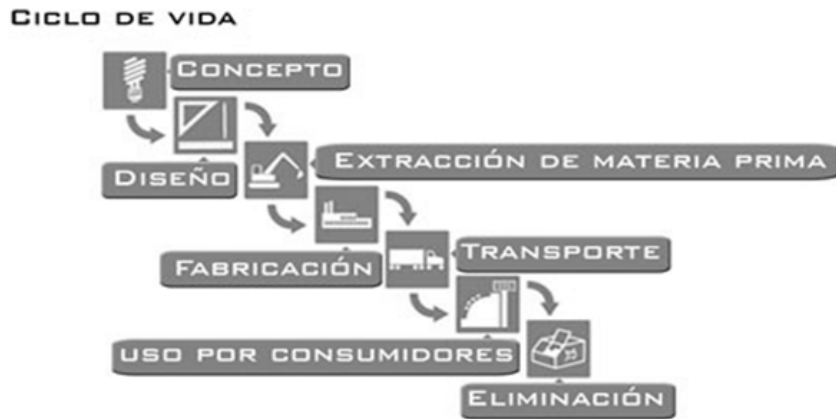 CICLO DE VIDA
CONCEPTO
DISEÑO
EXTRACCIÓN DE MATERIA PRIMA
FABRICACIÓN
TRANSPORTE
USO POR CONSUMIDORES
ELIMINACIÓN